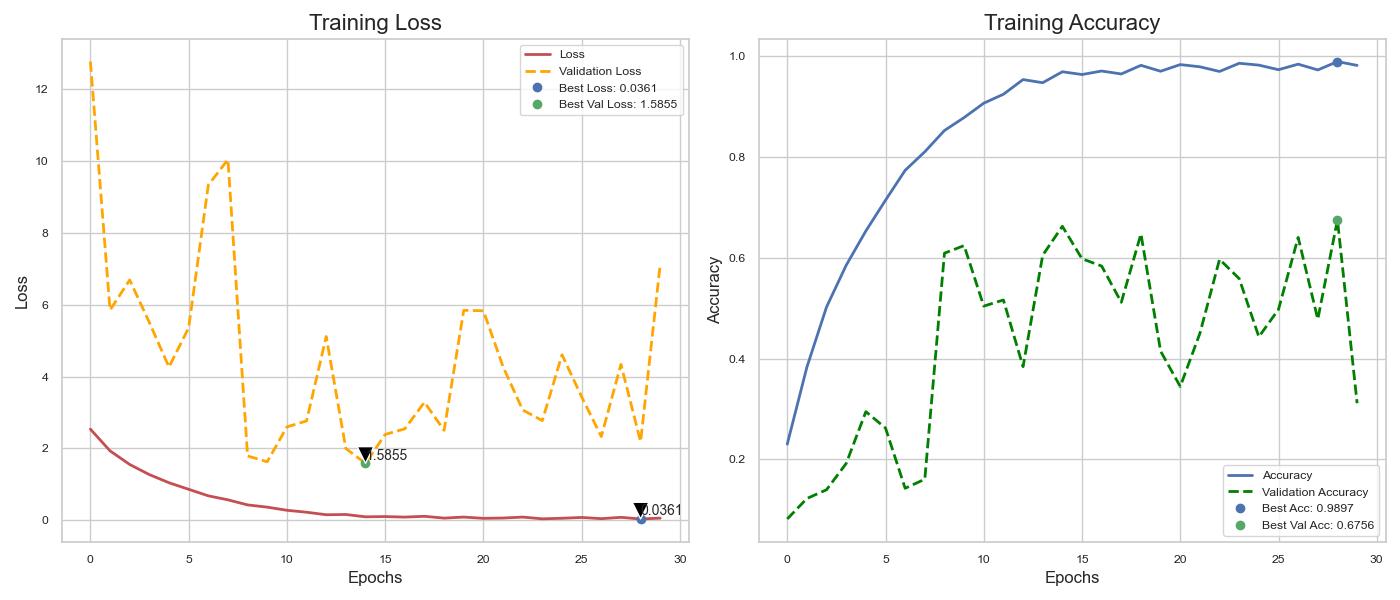 Training Loss
Loss
Validation Loss
Best Loss: 0.0361
Best Val Loss: 1.5855
12
10
8
6
4
2
0
Loss
1.5855
0.0361
0
5
10
15
20
25
30
Epochs
Training Accuracy
1.0
0.8
0.6
0.4
0.2
Accuracy
Accuracy
Validation Accuracy
Best Acc: 0.9897
Best Val Acc: 0.6756
0
5
10
15
20
25
30
Epochs